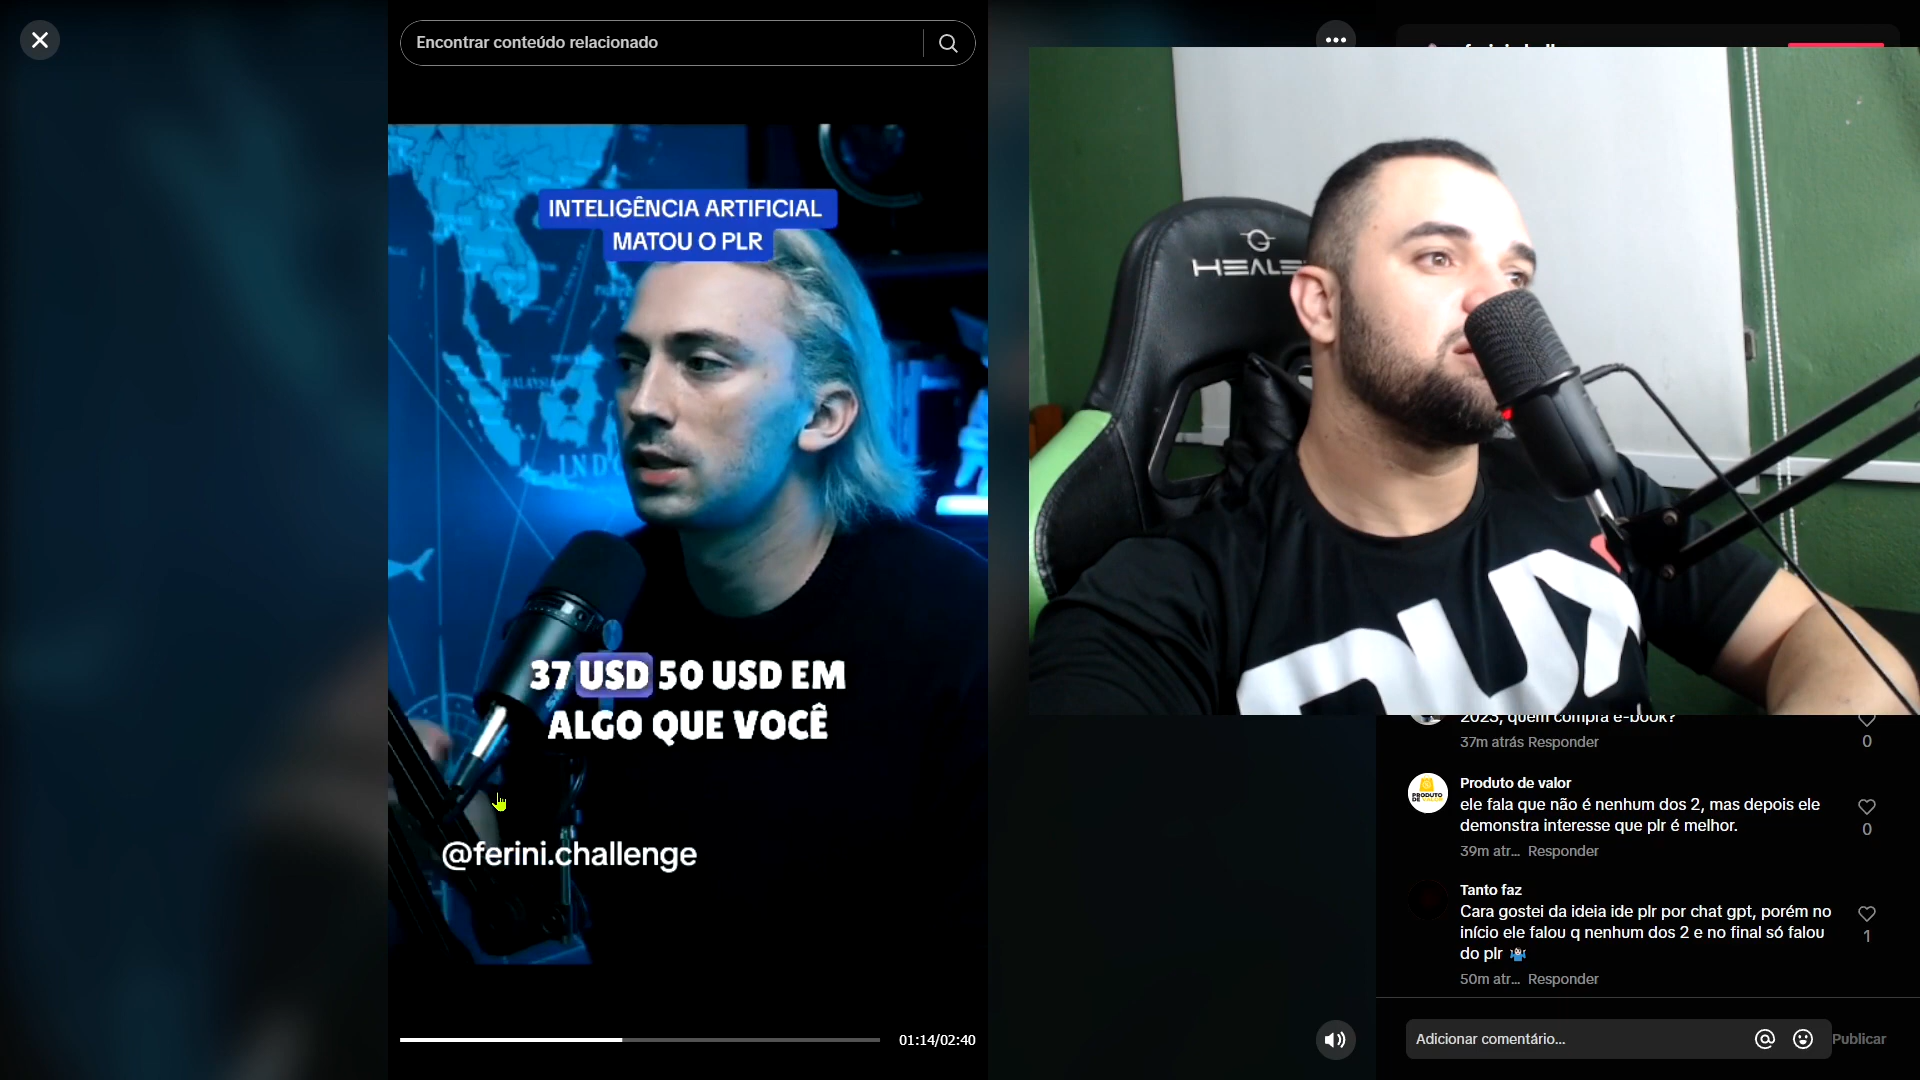 Encontrar conteúdo relacionado
INTELIGÊNCIA ARTIFICIAL
MATOU O PLR
37 USD 50 USD EM
ALGO QUE VOCÊ
@ferini.challenge
01:14/02:40
2023, quem compra e-book?
37m atrás Responder
0
Produto de valor
ele fala que não é nenhum dos 2, mas depois ele
demonstra interesse que plr é melhor.
0
39m atr... Responder
Tanto faz
Cara gostei da ideia ide plr por chat gpt, porém no
início ele falou q nenhum dos 2 e no final só falou
do plr
1
50m atr... Responder
Adicionar comentário...
Publicar